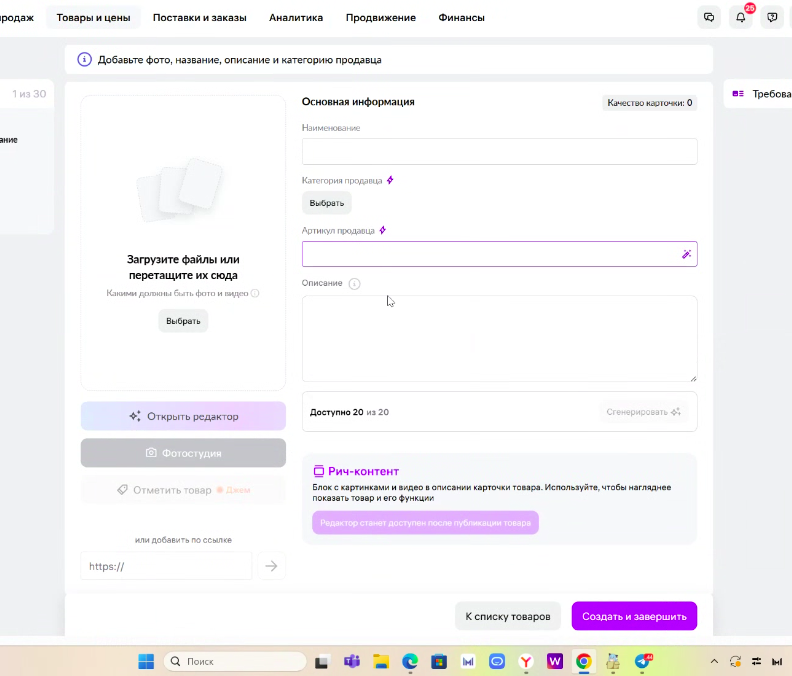 Товары и цены
Поставки и заказы
Аналитика
Продвижение
Финансы
25
Добавьте фото, название, описание и категорию продавца
1 из 30
Основная информация
Качество карточки: 0
Наименование
Категория продавца
Выбрать
Артикул продавца
Загрузите файлы или
перетащите их сюда
Какими должны быть фото и видео
Выбрать
Описание
Открыть редактор
Фотостудия
Отметить товар
Джем
Доступно 20 из 20
Сгенерировать
Рич-контент
Блок с картинками и видео в описании карточки товара. Используйте, чтобы нагляднее
показать товар и его функции
Редактор станет доступен после публикации товара
или добавить по ссылке
https://
К списку товаров
Создать и завершить
Поиск